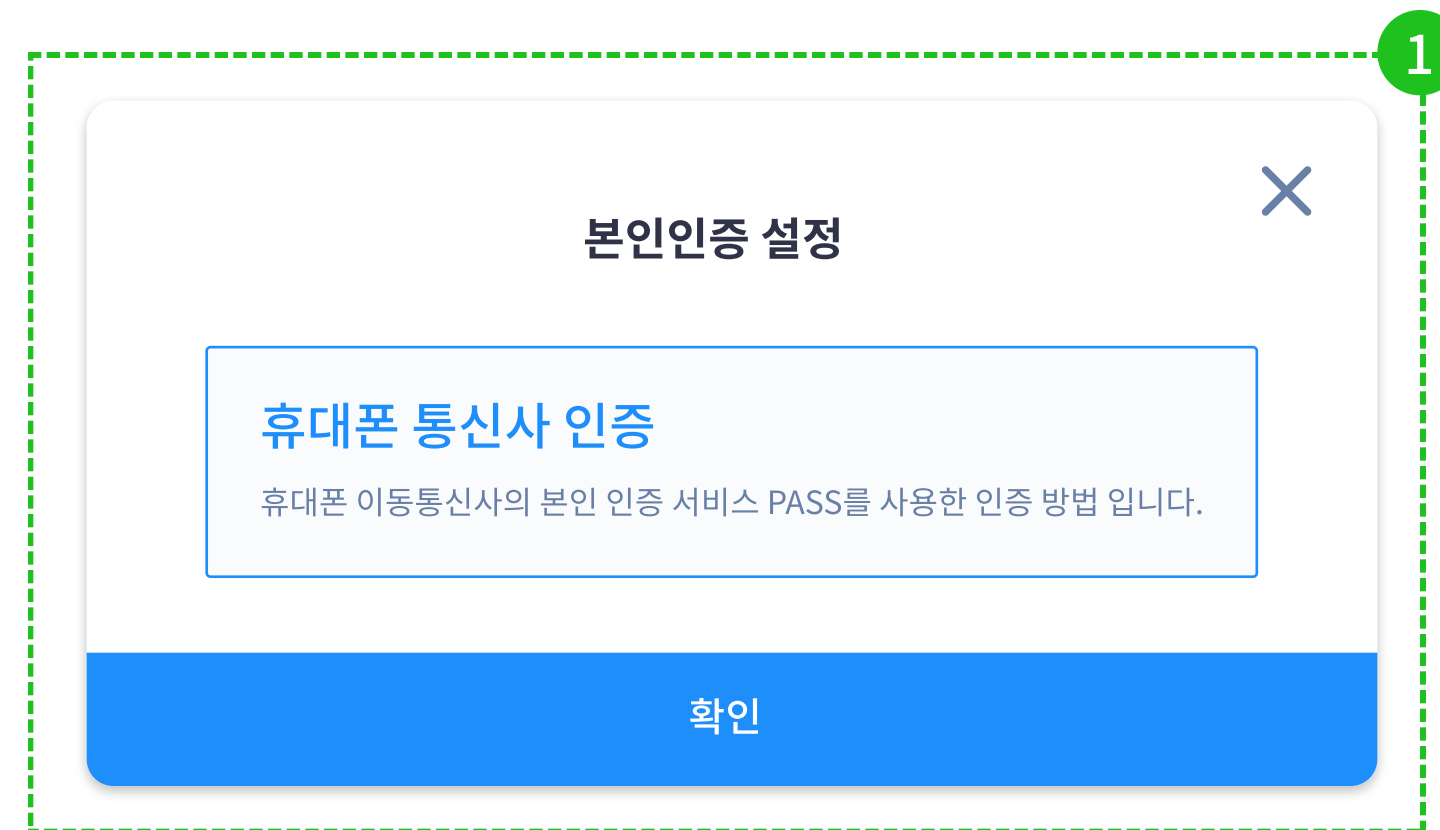 1
본인인증 설정
휴대폰 통신사 인증
휴대폰 이동통신사의 본인 인증 서비스 PASS를 사용한 인증 방법 입니다.
확인